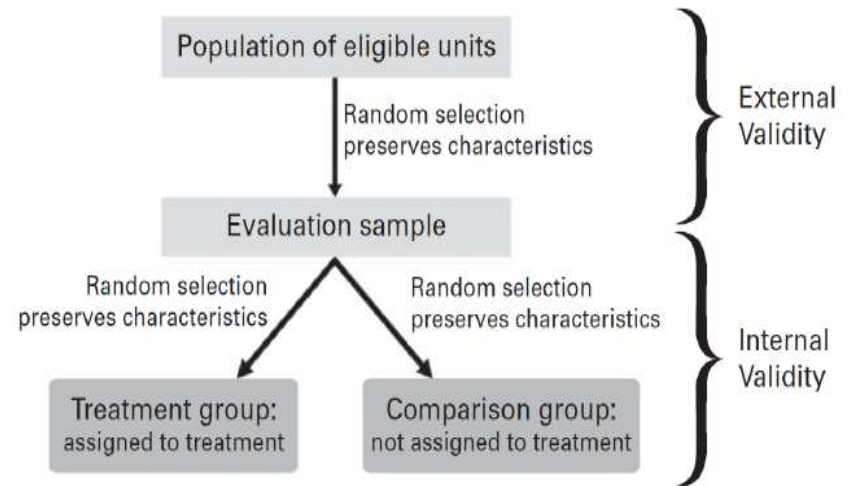 Population of eligible units
Random selection
preserves characteristics
External
Validity
Evaluation sample
Random selection
preserves characteristics
Random selection
preserves characteristics
Internal
Validity
Treatment group:
assigned to treatment
Comparison group:
not assigned to treatment